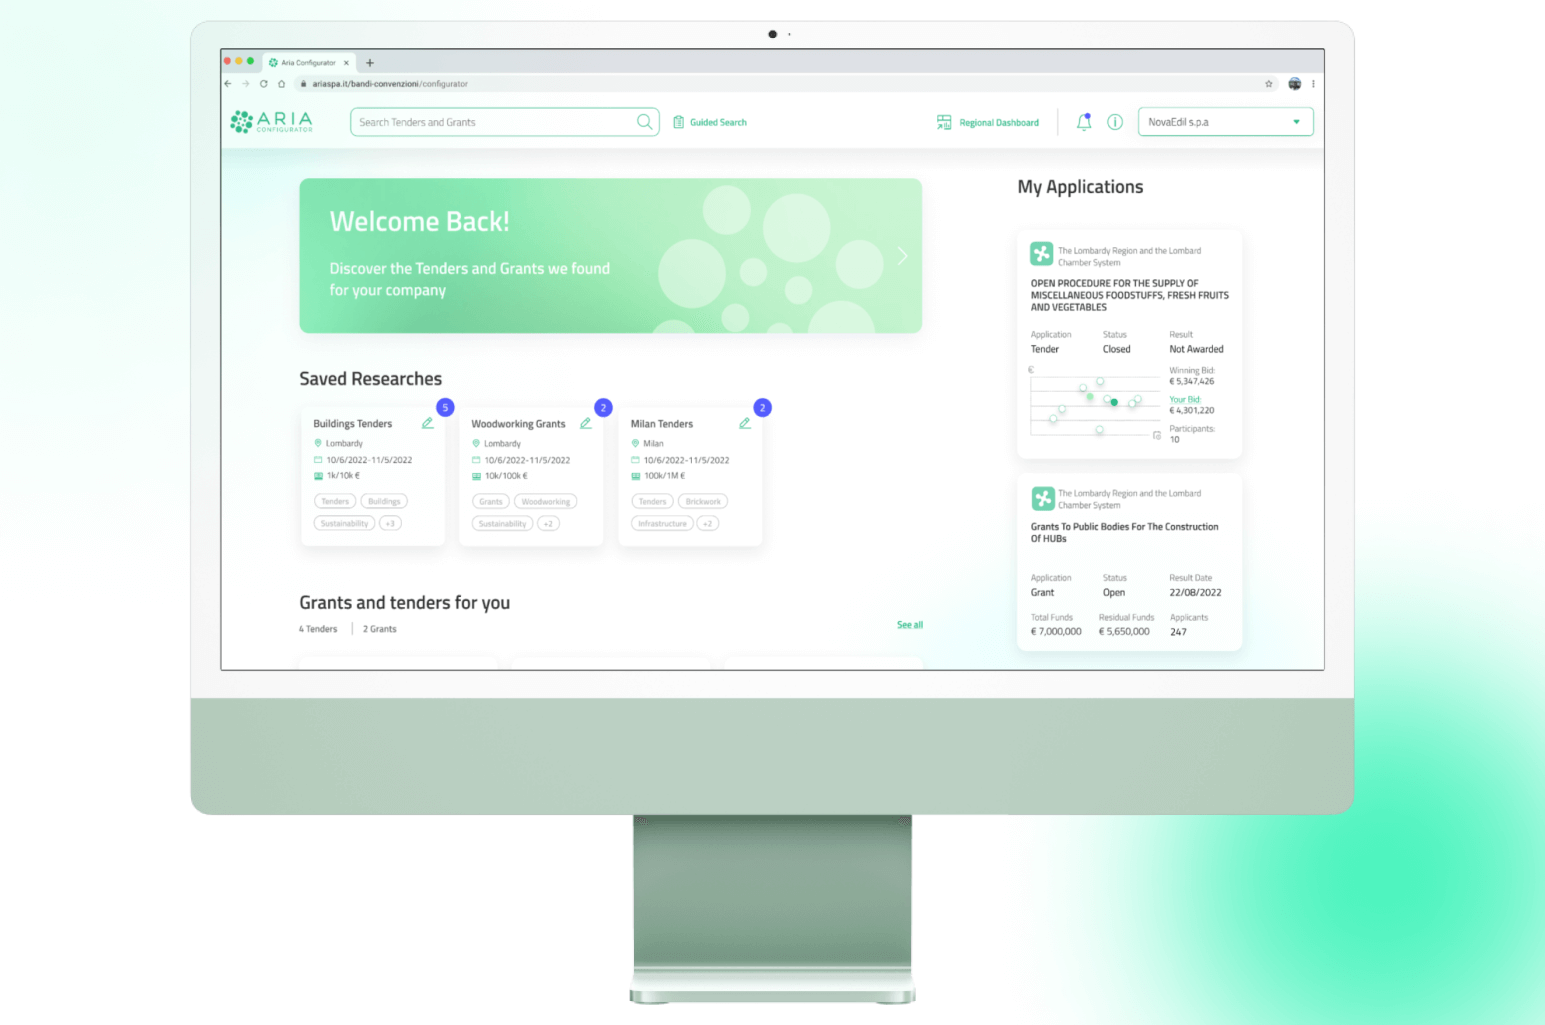 Aria Configurator
ariaspa.it/bandi-convenzioni/configurator
ARIA
CONFIGURATOR
Search Tenders and Grants
Guided Search
Regional Dashboard
NovaEdil s.p.a
Welcome Back!
Discover the Tenders and Grants we found
for your company
Saved Researches
5
Buildings Tenders
Lombardy
10/6/2022-11/5/2022
1k/10k €
Tenders
Buildings
Sustainability
+3
2
Woodworking Grants
Lombardy
10/6/2022-11/5/2022
10k/100k €
Grants
Woodworking
Sustainability
+2
2
Milan Tenders
Milan
10/6/2022-11/5/2022
100k/1M €
Tenders
Brickwork
Infrastructure
+2
Grants and tenders for you
4 Tenders
2 Grants
See all
My Applications
The Lombardy Region and the Lombard
Chamber System
OPEN PROCEDURE FOR THE SUPPLY OF
MISCELLANEOUS FOODSTUFFS, FRESH FRUITS
AND VEGETABLES
Application Status Result
Tender Closed Not Awarded
€
Winning Bid:
€ 5,347,426
Your Bid:
€ 4,301,220
Participants:
10
The Lombardy Region and the Lombard
Chamber System
Grants To Public Bodies For The Construction
Of HUBs
Application Status Result Date
Grant Open 22/08/2022
Total Funds Residual Funds Applicants
€ 7,000,000 € 5,650,000 247